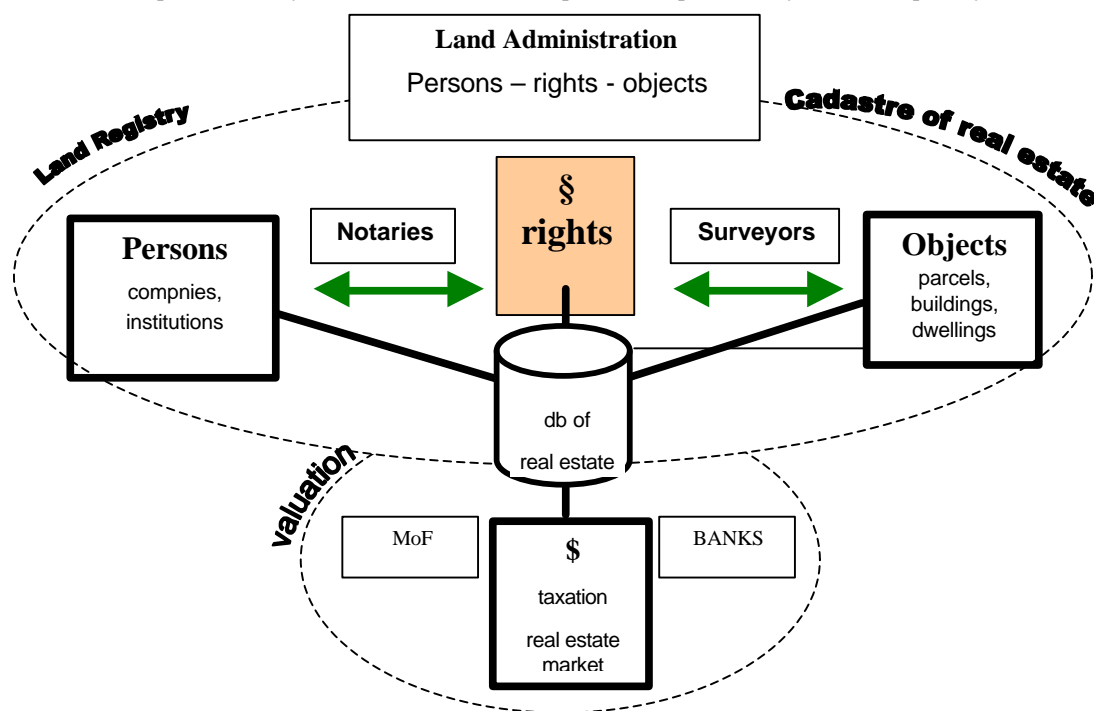 Land Administration
Persons – rights - objects
Land Registry
Cadastre of real estate
§
rights
Notaries
Surveyors
Persons
compnies,
institutions
Objects
parcels,
buildings,
dwellings
db of
real estate
valuation
MoF
BANKS
$
taxation
real estate
market